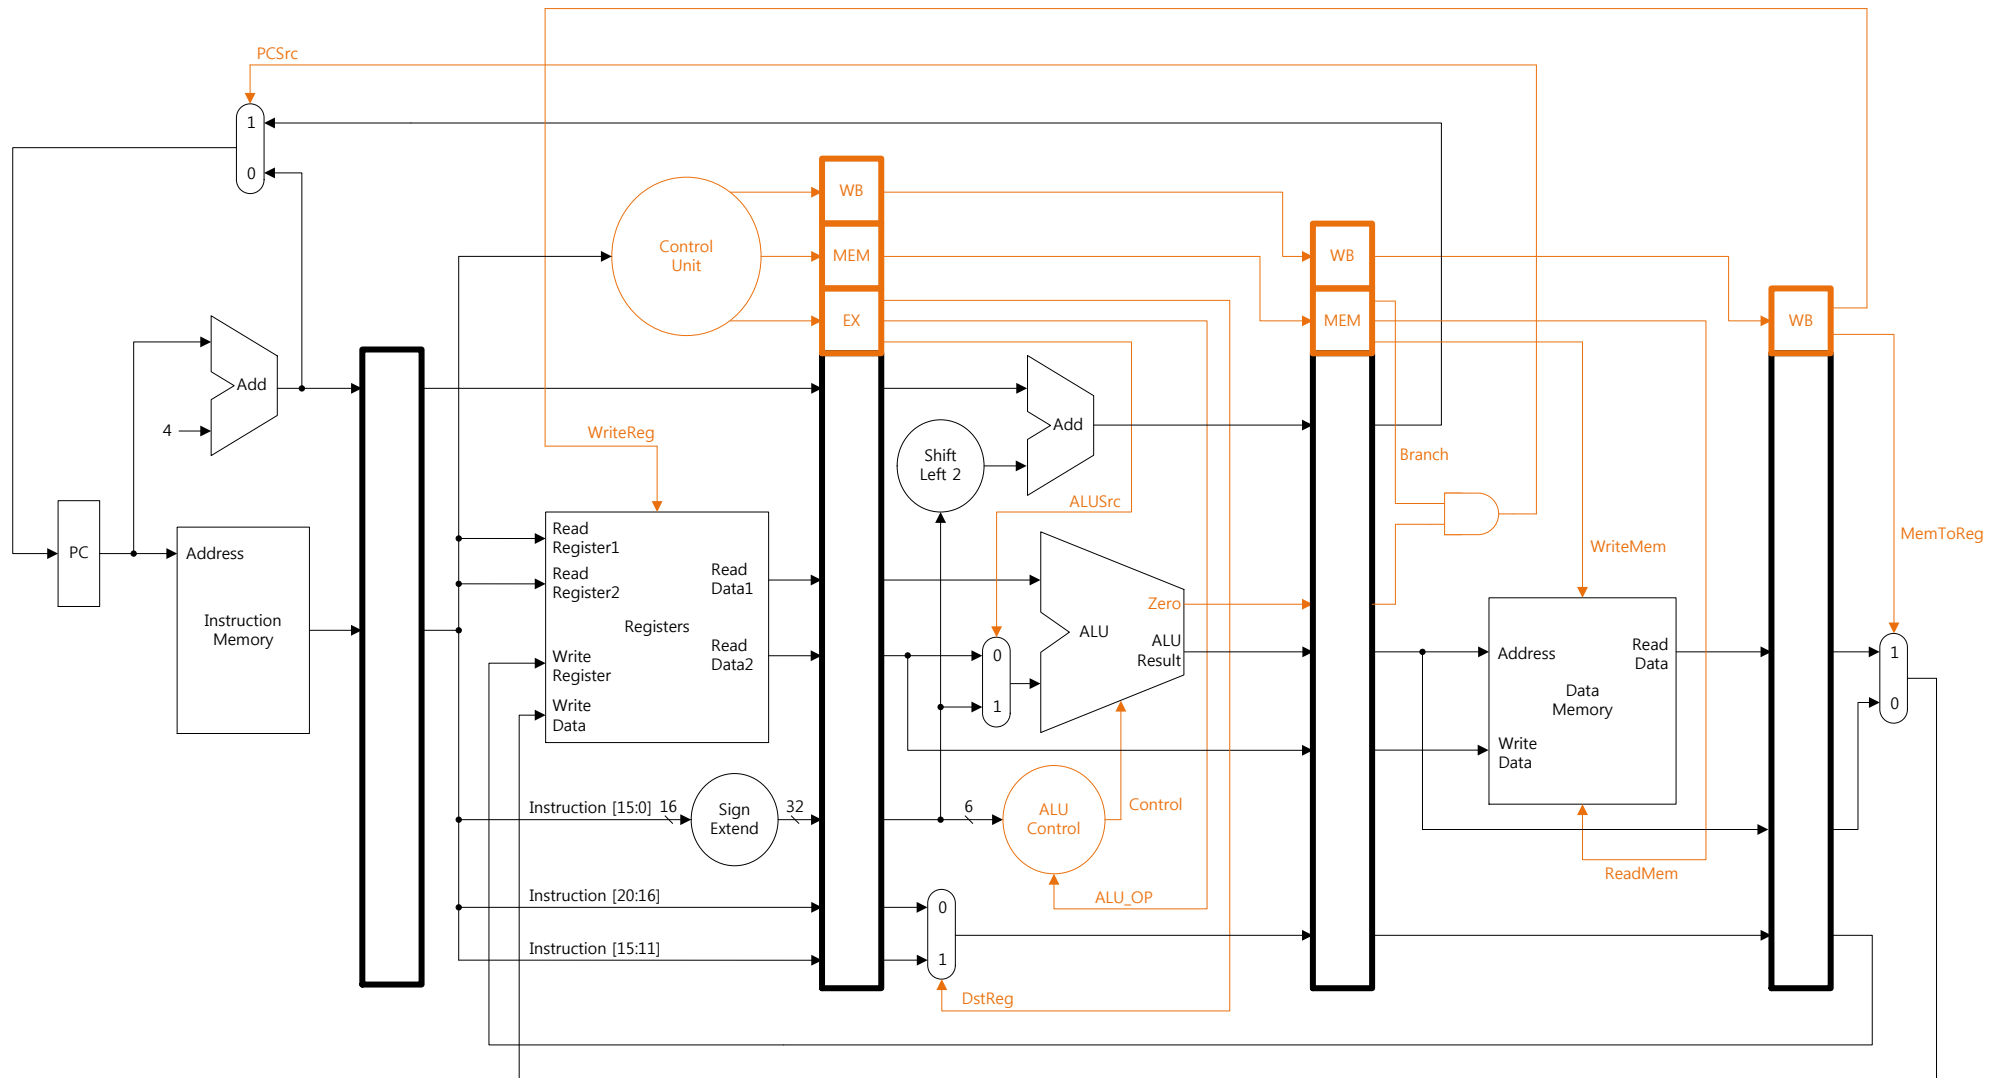 PCSrc
1
0
WB
Control
Unit
MEM
WB
EX
MEM
WB
Add
4
WriteReg
Add
Shift
Left 2
Branch
ALUSrc
PC
Address
Instruction
Memory
Read
Register1
Read
Register2
Read
Data1
Registers
Write
Register
Read
Data2
Write
Data
0
1
Zero
ALU
ALU
Result
WriteMem
MemToReg
Address
Read
Data
Data
Memory
Write
Data
1
0
Instruction [15:0]
16
Sign
Extend
32
6
ALU
Control
Control
ReadMem
ALU_OP
Instruction [20:16]
0
Instruction [15:11]
1
DstReg